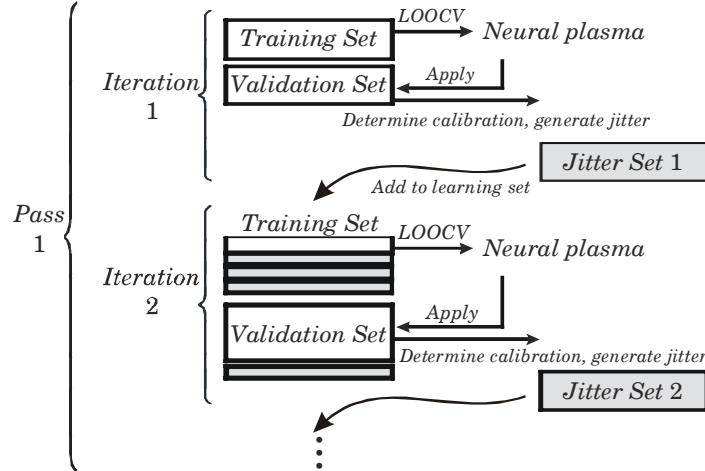 LOOCV
Training Set
Neural plasma
Iteration
1
Validation Set
Apply
Determine calibration, generate jitter
Jitter Set 1
Add to learning set
Pass
1
Training Set
LOOCV
Neural plasma
Iteration
2
Apply
Validation Set
Determine calibration, generate jitter
Jitter Set 2